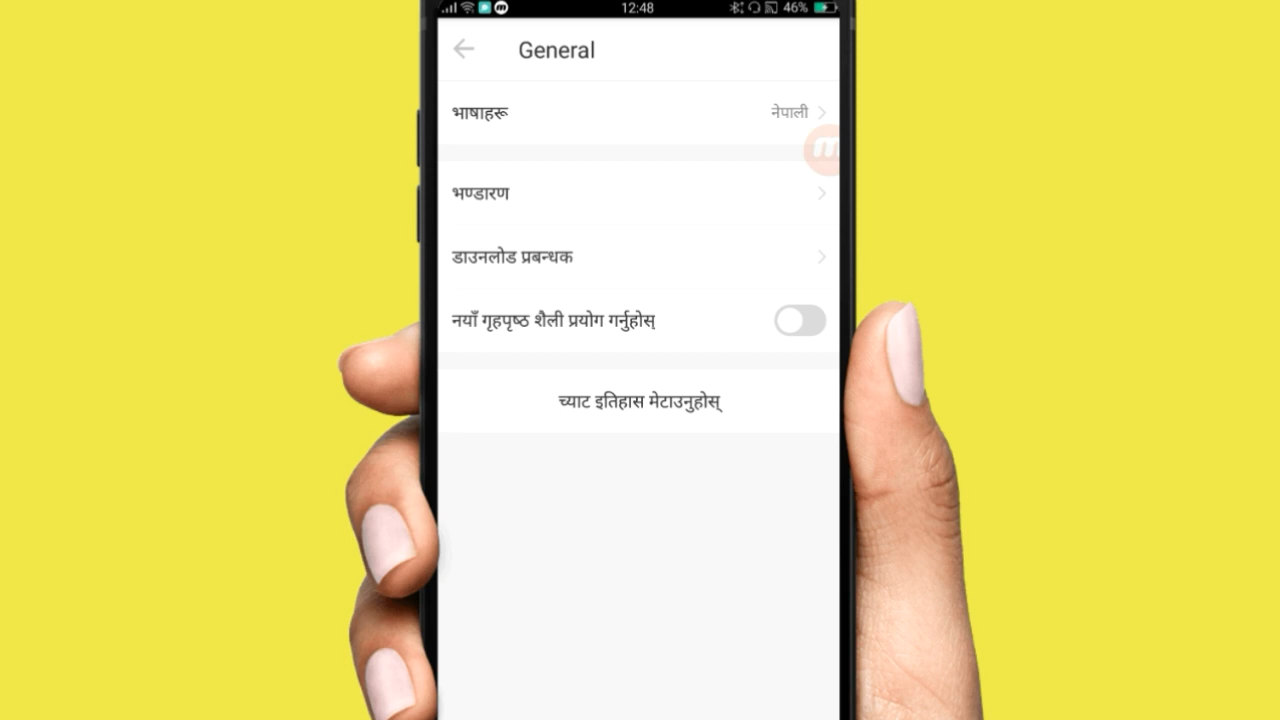 12:48
46%
General
भाषाहरू
नेपाली
भण्डारण
डाउनलोड प्रबन्धक
नयाँ गृहपृष्ठ शैली प्रयोग गर्नुहोस्
च्याट इतिहास मेटाउनुहोस्